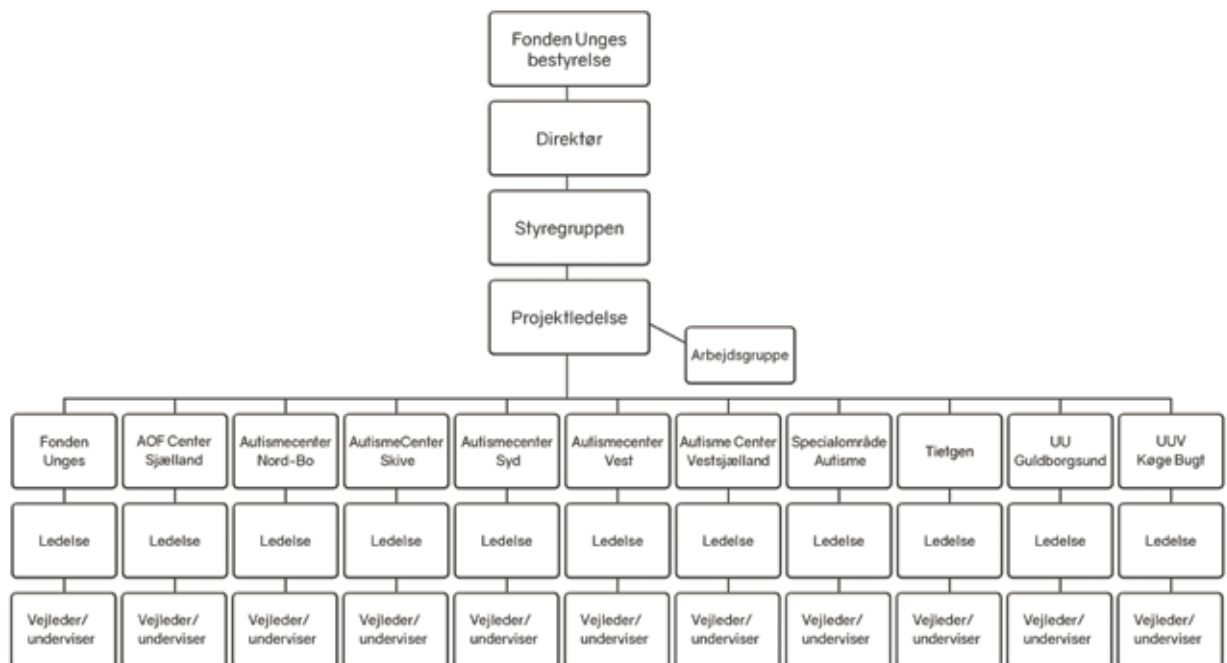 Fonden Unges
bestyrelse
Direktør
Styregruppen
Projektledelse
Arbejdsgruppe
Fonden
Unges
AOF Center
Sjælland
Autismecenter
Nord-Bo
AutismeCenter
Skive
Autismecenter
Syd
Autismecenter
Vest
Autisme Center
Vestsjælland
Specialområde
Autisme
Tietgen
UU
Guldborgsund
UUV
Køge Bugt
Ledelse
Ledelse
Ledelse
Ledelse
Ledelse
Ledelse
Ledelse
Ledelse
Ledelse
Ledelse
Ledelse
Vejleder/
underviser
Vejleder/
underviser
Vejleder/
underviser
Vejleder/
underviser
Vejleder/
underviser
Vejleder/
underviser
Vejleder/
underviser
Vejleder/
underviser
Vejleder/
underviser
Vejleder/
underviser
Vejleder/
underviser